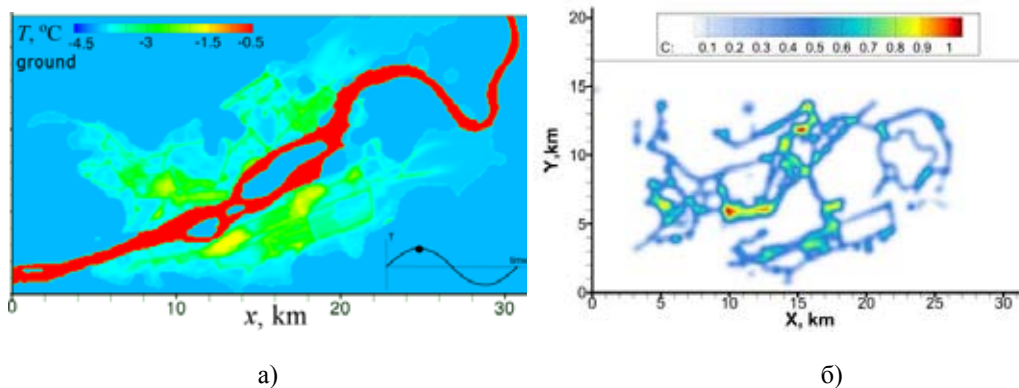 T, °C
-4.5 -3 -1.5 -0.5
ground
T
time
0 10 20 30
x, km
а)
C: 0.1 0.2 0.3 0.4 0.5 0.6 0.7 0.8 0.9 1
20
15
10
5
0
Y,km
0 5 10 15 20 25 30
X, km
б)